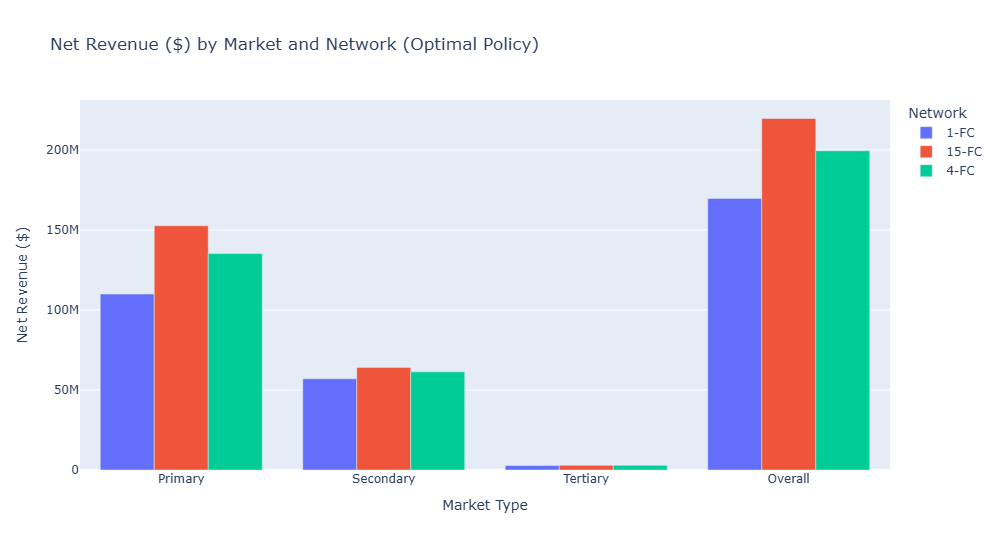 Net Revenue ($) by Market and Network (Optimal Policy)
Network
1-FC
15-FC
4-FC
Net Revenue ($)
200M
150M
100M
50M
0
Primary
Secondary
Tertiary
Overall
Market Type